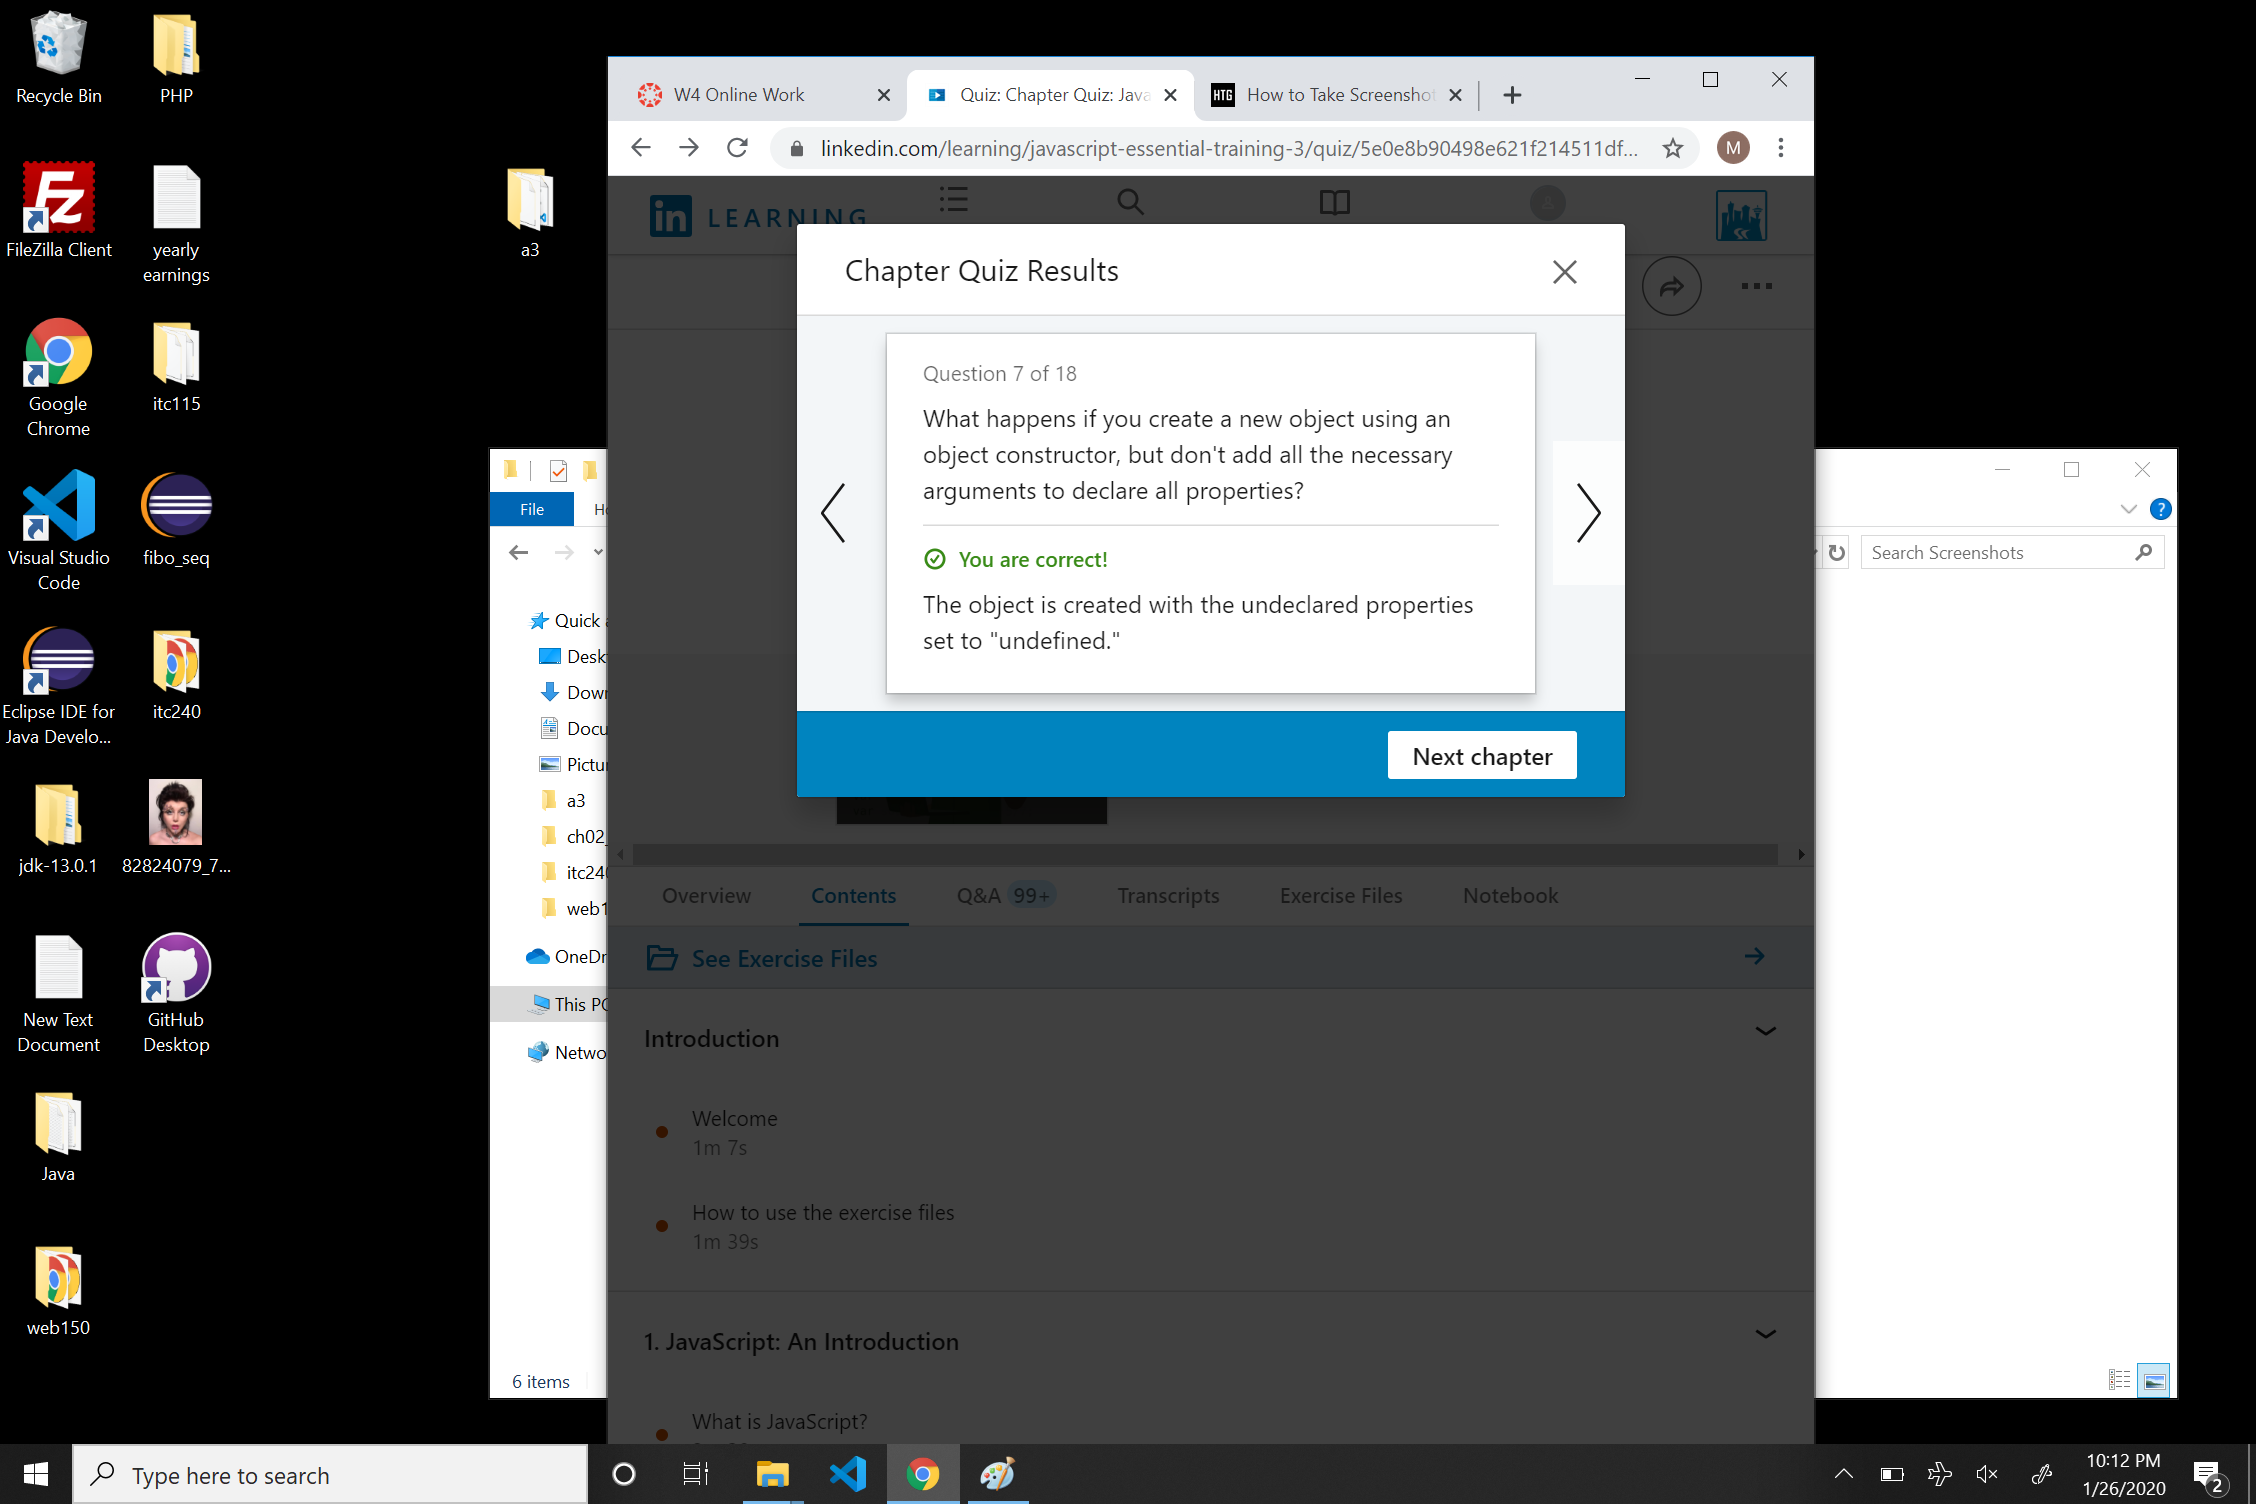 Recycle Bin
PHP
FileZilla Client
yearly
earnings
a3
Google
Chrome
itc115
Visual Studio
Code
fibo_seq
Eclipse IDE for
Java Develo...
itc240
jdk-13.0.1
82824079_7...
New Text
Document
GitHub
Desktop
Java
web150
W4 Online Work
Quiz: Chapter Quiz: Java
HTG
How to Take Screenshot
linkedin.com/learning/javascript-essential-training-3/quiz/5e0e8b90498e621f214511df...
M
in LEARNING
Chapter Quiz Results
Question 7 of 18
What happens if you create a new object using an
object constructor, but don't add all the necessary
arguments to declare all properties?
You are correct!
The object is created with the undeclared properties
set to "undefined."
Next chapter
Overview
Contents
Q&A 99+
Transcripts
Exercise Files
Notebook
See Exercise Files
Introduction
Welcome
1m 7s
How to use the exercise files
1m 39s
1. JavaScript: An Introduction
What is JavaScript?
File
Quick
Desk
Down
Docu
Pictur
a3
ch02_
itc240
web1
OneDr
This PC
Netwo
6 items
Search Screenshots
Type here to search
10:12 PM
1/26/2020
2